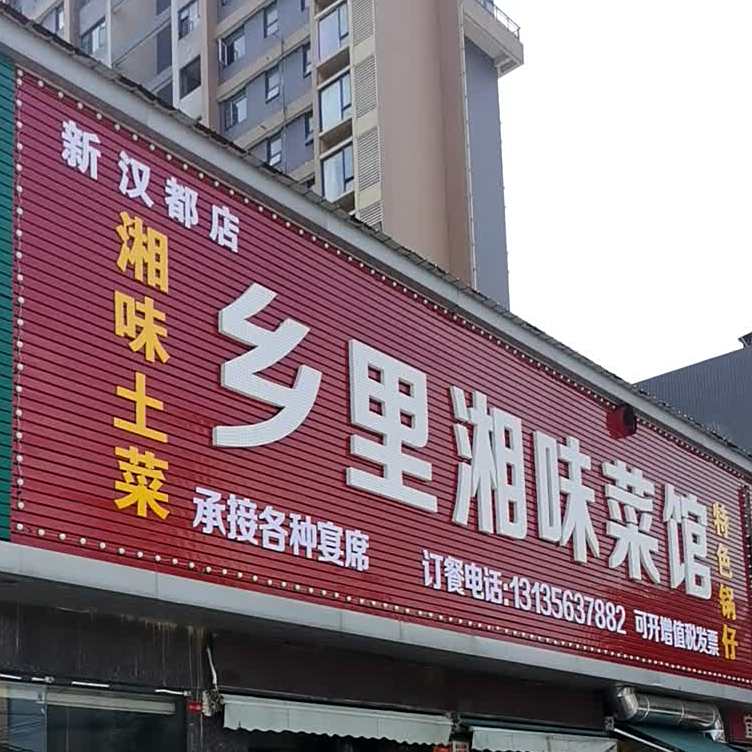 新汉都店
湘味土菜
乡里湘味菜馆
特色锅仔
承接各种宴席
订餐电话:13135637882
可开增值税发票